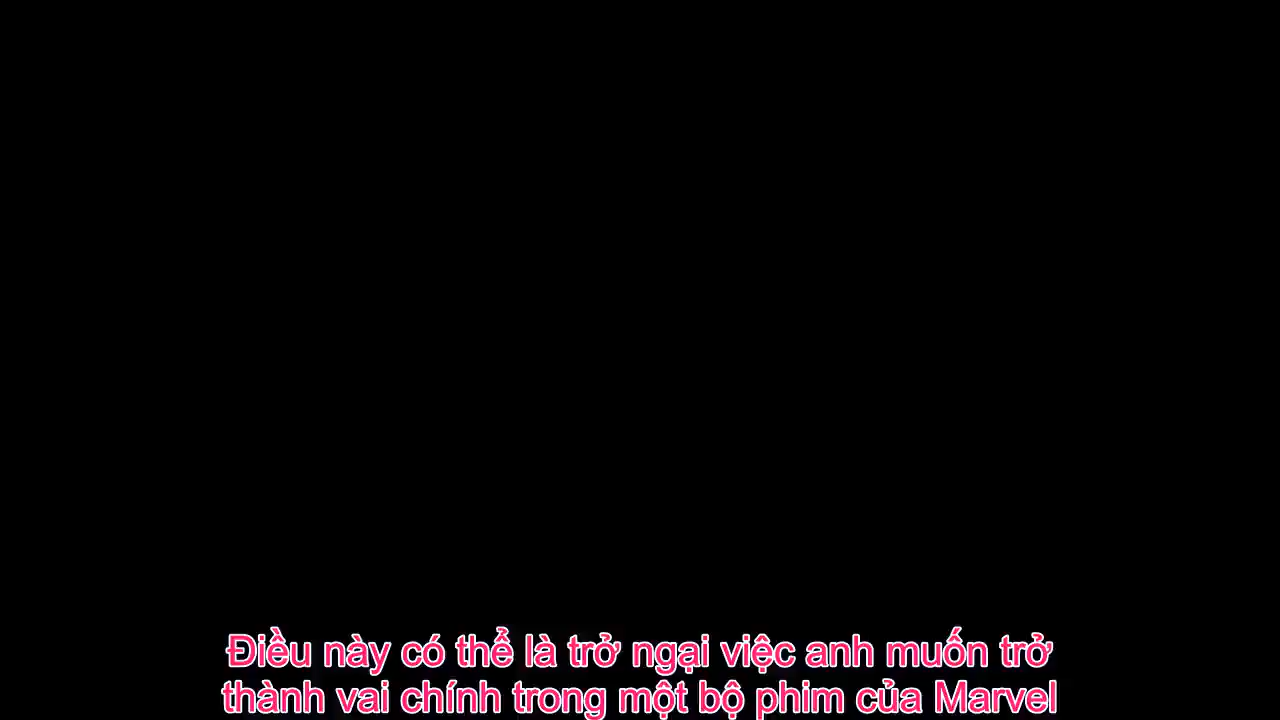 Điều này có thể là trở ngại việc anh muốn trở
thành vai chính trong một bộ phim của Marvel